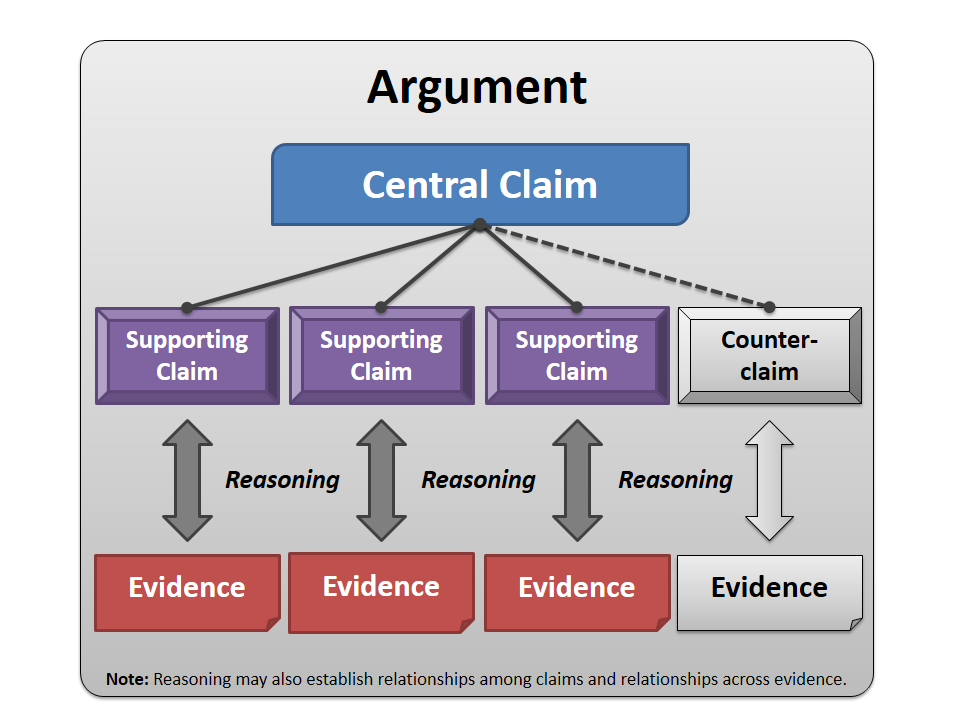 Argument
Central Claim
Supporting
Claim
Supporting
Claim
Supporting
Claim
Counter-
claim
Reasoning
Reasoning
Reasoning
Evidence
Evidence
Evidence
Evidence
Note: Reasoning may also establish relationships among claims and relationships across evidence.